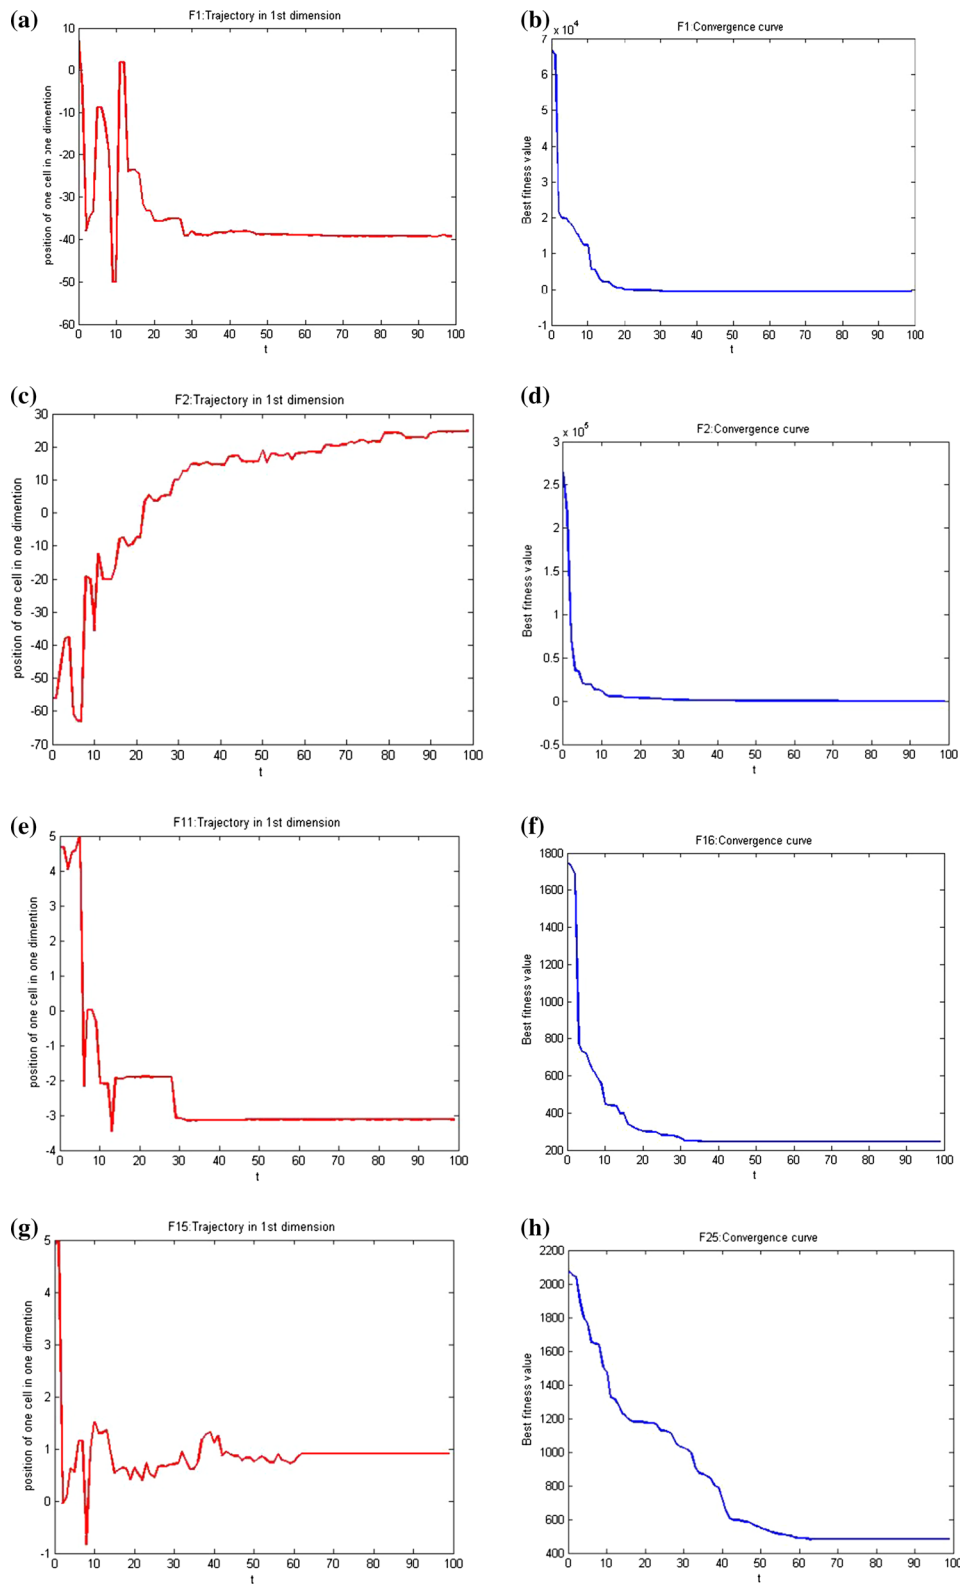 (a)
F1:Trajectory in 1st dimension
10
0
-10
-20
-30
-40
-50
-60
position of one cell in one dimention
0 10 20 30 40 50 60 70 80 90 100
t
(b)
F1:Convergence curve
x 10^4
7
6
5
4
3
2
1
0
-1
Best fitness value
0 10 20 30 40 50 60 70 80 90 100
t
(c)
F2:Trajectory in 1st dimension
30
20
10
0
-10
-20
-30
-40
-50
-60
-70
position of one cell in one dimention
0 10 20 30 40 50 60 70 80 90 100
t
(d)
F2:Convergence curve
x 10^5
3
2.5
2
1.5
1
0.5
0
-0.5
Best fitness value
0 10 20 30 40 50 60 70 80 90 100
t
(e)
F11:Trajectory in 1st dimension
5
4
3
2
1
0
-1
-2
-3
-4
position of one cell in one dimention
0 10 20 30 40 50 60 70 80 90 100
t
(f)
F16:Convergence curve
1800
1600
1400
1200
1000
800
600
400
200
Best fitness value
0 10 20 30 40 50 60 70 80 90 100
t
(g)
F15:Trajectory in 1st dimension
5
4
3
2
1
0
-1
position of one cell in one dimention
0 10 20 30 40 50 60 70 80 90 100
t
(h)
F25:Convergence curve
2200
2000
1800
1600
1400
1200
1000
800
600
400
Best fitness value
0 10 20 30 40 50 60 70 80 90 100
t